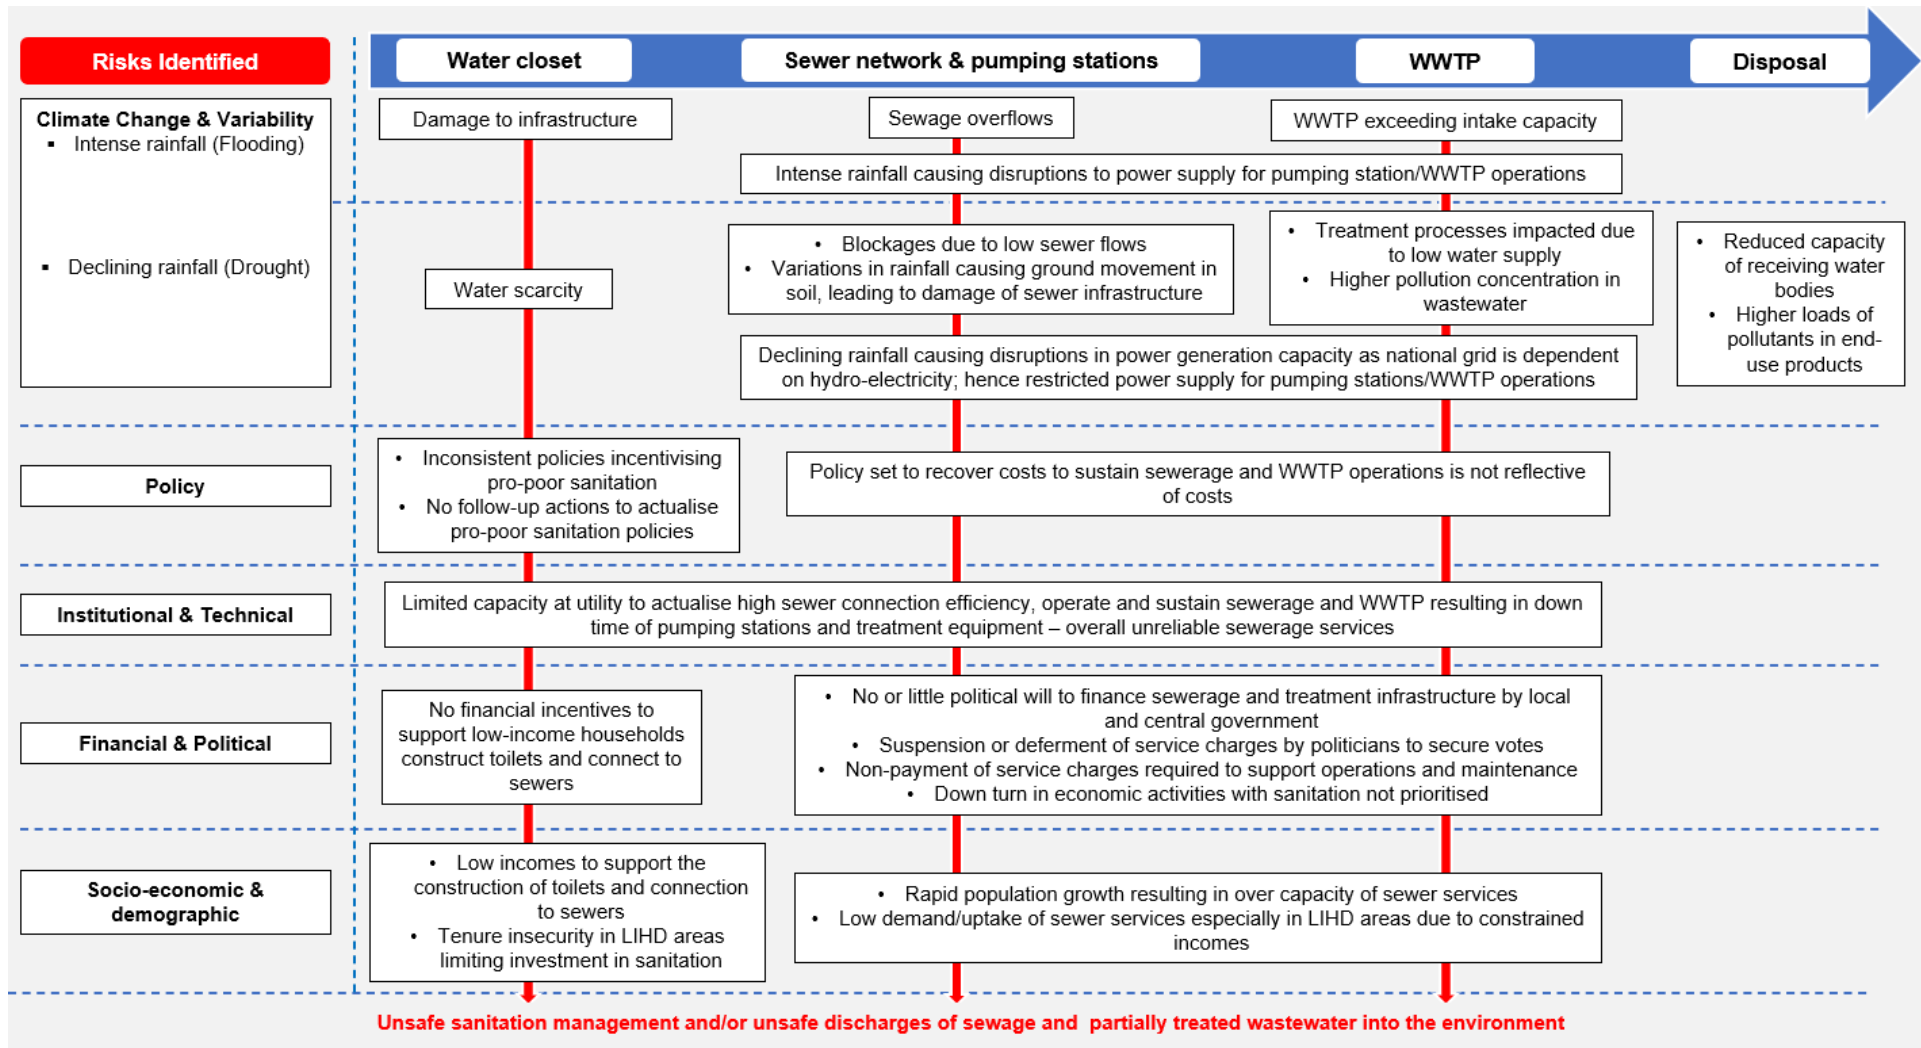 Risks Identified
Water closet
Sewer network & pumping stations
WWTP
Disposal
Climate Change & Variability
▪ Intense rainfall (Flooding)
▪ Declining rainfall (Drought)
Damage to infrastructure
Sewage overflows
WWTP exceeding intake capacity
Intense rainfall causing disruptions to power supply for pumping station/WWTP operations
Water scarcity
• Blockages due to low sewer flows
• Variations in rainfall causing ground movement in
soil, leading to damage of sewer infrastructure
• Treatment processes impacted due
to low water supply
• Higher pollution concentration in
wastewater
• Reduced capacity
of receiving water
bodies
• Higher loads of
pollutants in end-
use products
Declining rainfall causing disruptions in power generation capacity as national grid is dependent
on hydro-electricity; hence restricted power supply for pumping stations/WWTP operations
Policy
• Inconsistent policies incentivising
pro-poor sanitation
• No follow-up actions to actualise
pro-poor sanitation policies
Policy set to recover costs to sustain sewerage and WWTP operations is not reflective
of costs
Institutional & Technical
Limited capacity at utility to actualise high sewer connection efficiency, operate and sustain sewerage and WWTP resulting in down
time of pumping stations and treatment equipment – overall unreliable sewerage services
Financial & Political
No financial incentives to
support low-income households
construct toilets and connect to
sewers
• No or little political will to finance sewerage and treatment infrastructure by local
and central government
• Suspension or deferment of service charges by politicians to secure votes
• Non-payment of service charges required to support operations and maintenance
• Down turn in economic activities with sanitation not prioritised
Socio-economic &
demographic
• Low incomes to support the
construction of toilets and connection
to sewers
• Tenure insecurity in LIHD areas
limiting investment in sanitation
• Rapid population growth resulting in over capacity of sewer services
• Low demand/uptake of sewer services especially in LIHD areas due to constrained
incomes
Unsafe sanitation management and/or unsafe discharges of sewage and partially treated wastewater into the environment